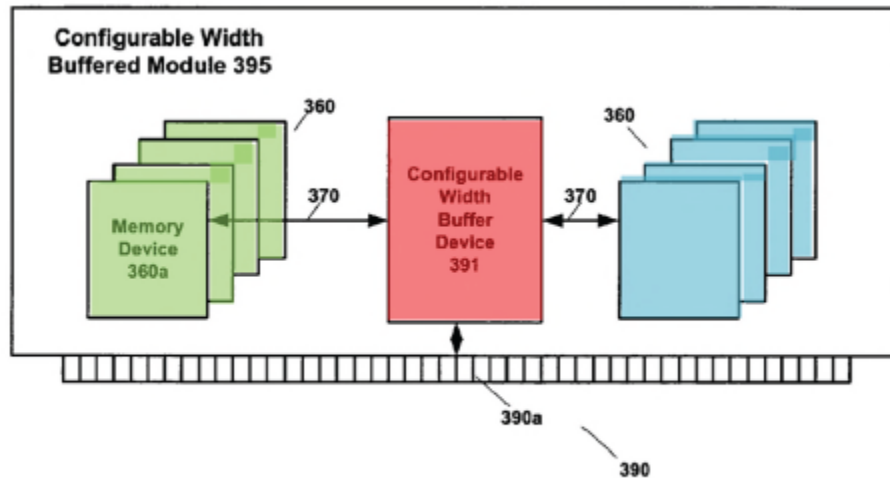 Configurable Width
Buffered Module 395
360
360
370
370
Memory
Device
360a
Configurable
Width
Buffer
Device
391
390a
390